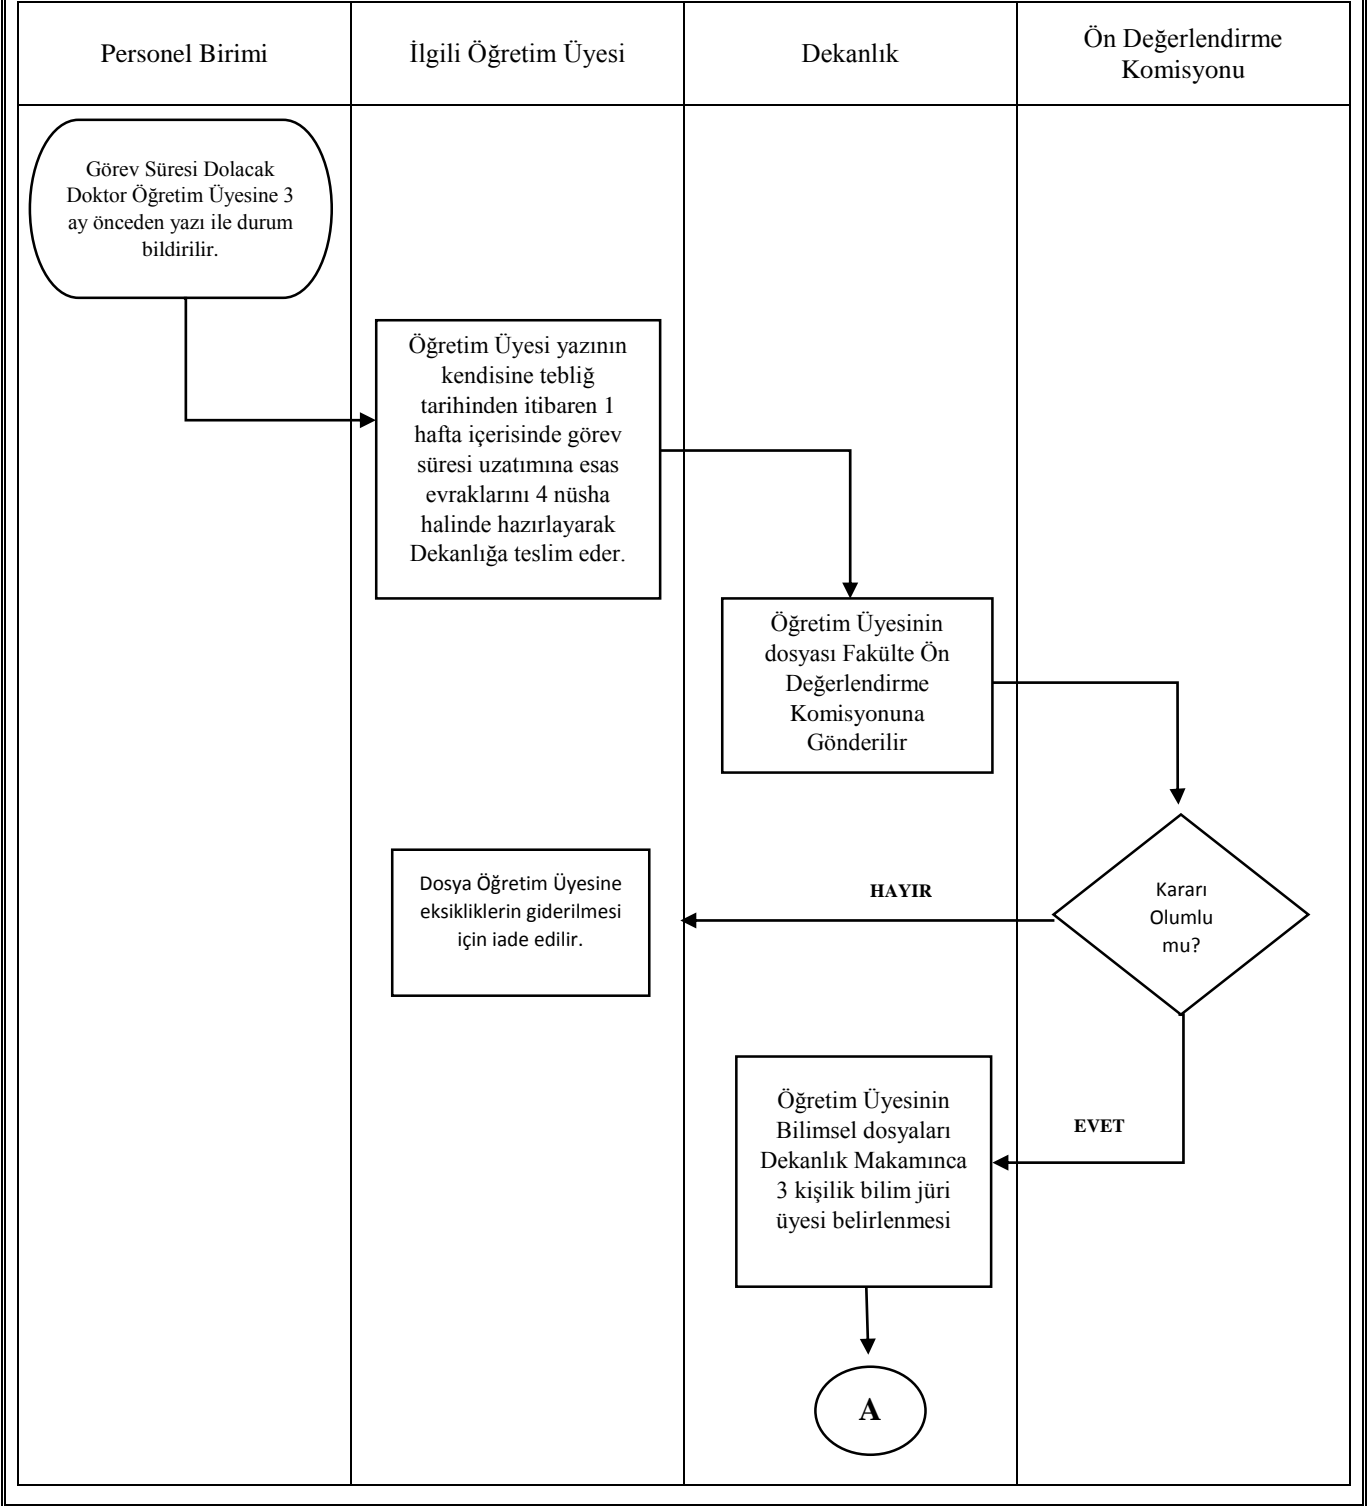 Personel Birimi
İlgili Öğretim Üyesi
Dekanlık
Ön Değerlendirme
Komisyonu
Görev Süresi Dolacak
Doktor Öğretim Üyesine 3
ay önceden yazı ile durum
bildirilir.
Öğretim Üyesi yazının
kendisine tebliğ
tarihinden itibaren 1
hafta içerisinde görev
süresi uzatımına esas
evraklarını 4 nüsha
halinde hazırlayarak
Dekanlığa teslim eder.
Öğretim Üyesinin
dosyası Fakülte Ön
Değerlendirme
Komisyonuna
Gönderilir
Kararı
Olumlu
mu?
HAYIR
Dosya Öğretim Üyesine
eksikliklerin giderilmesi
için iade edilir.
EVET
Öğretim Üyesinin
Bilimsel dosyaları
Dekanlık Makamınca
3 kişilik bilim jüri
üyesi belirlenmesi
A